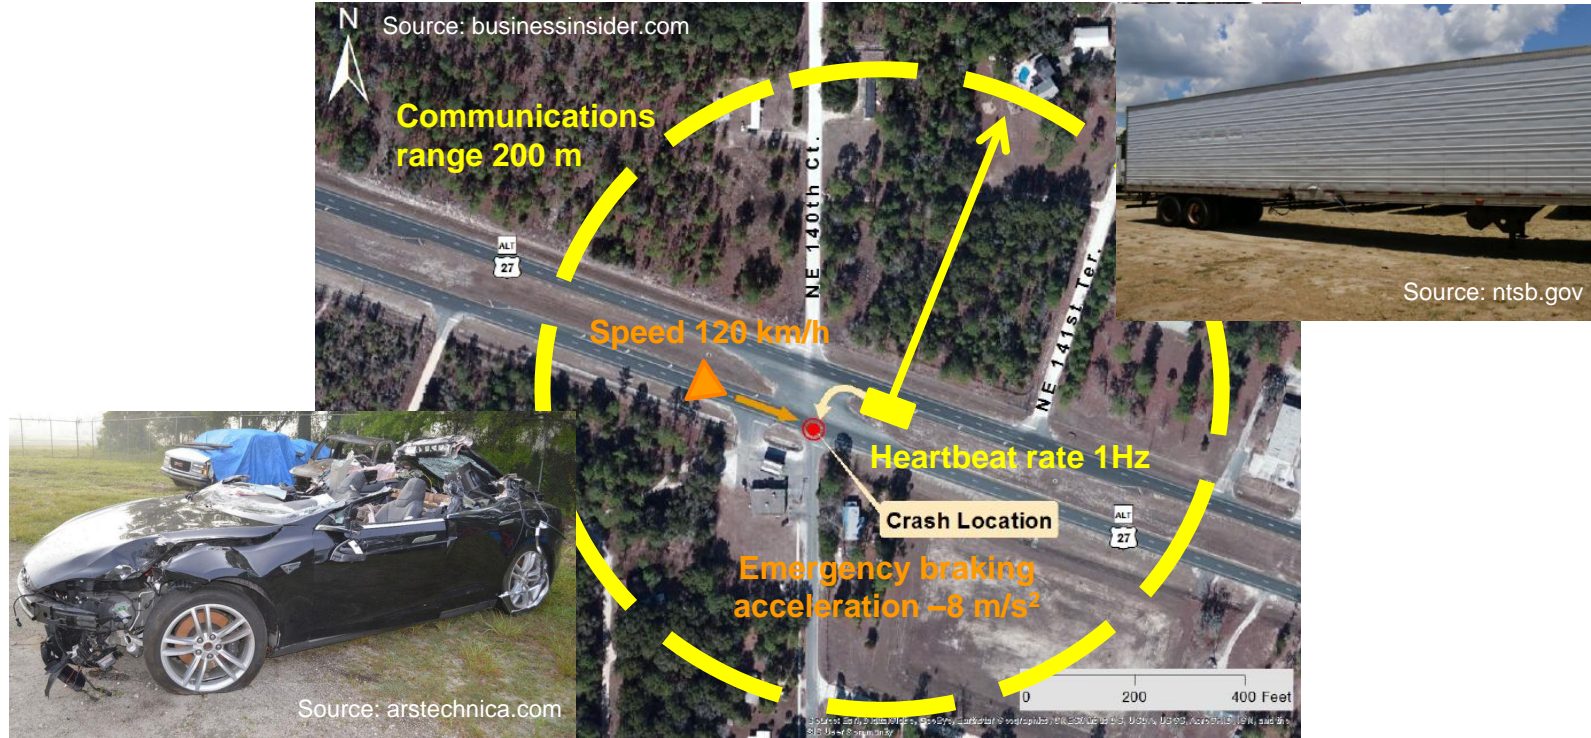 N
Source: businessinsider.com
Communications
range 200 m
NE 140th Ct.
ALT
27
Source: ntsb.gov
NE 141st Ter.
Speed 120 km/h
Heartbeat rate 1Hz
Crash Location
ALT
27
Emergency braking
acceleration –8 m/s²
0 200 400 Feet
Source: arstechnica.com